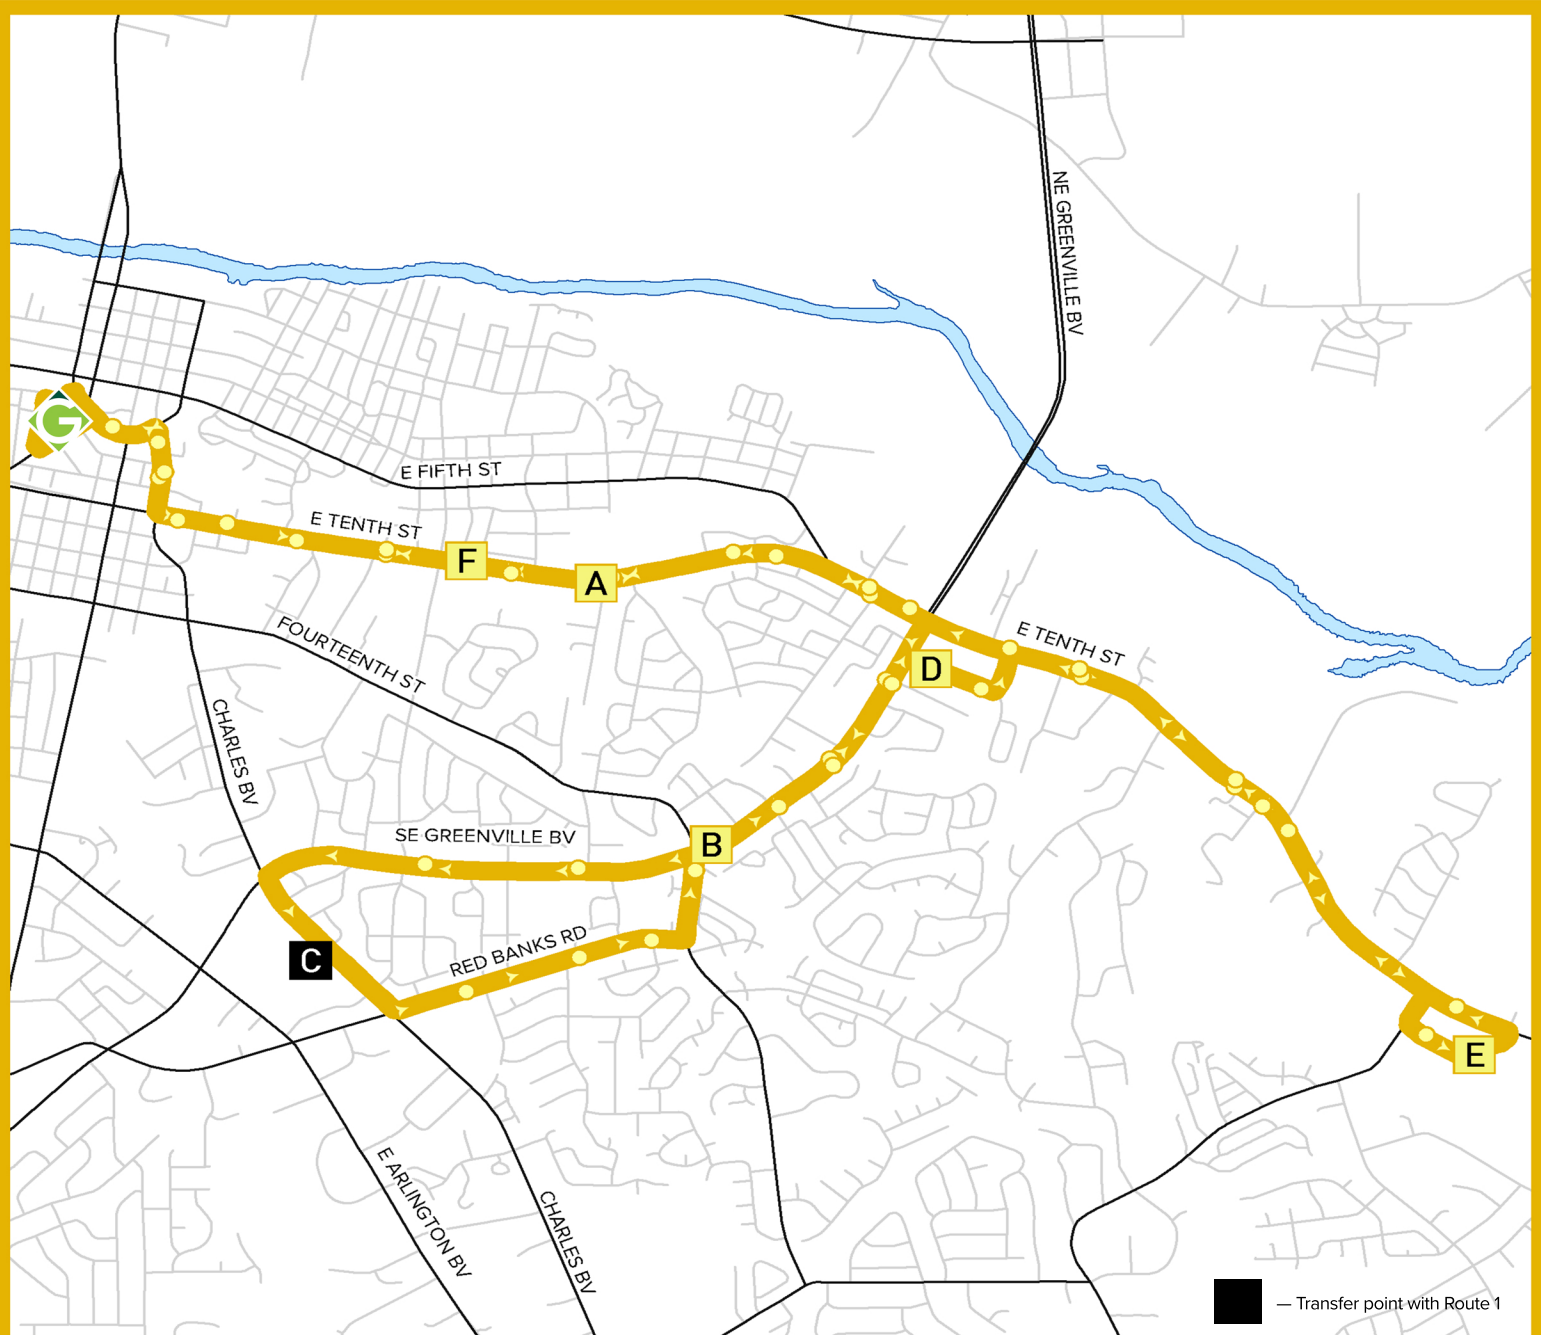 NE GREENVILLE BV
G
E FIFTH ST
E TENTH ST
F
A
E TENTH ST
D
FOURTEENTH ST
CHARLES BV
SE GREENVILLE BV
B
RED BANKS RD
C
E
E ARLINGTON BV
CHARLES BV
— Transfer point with Route 1